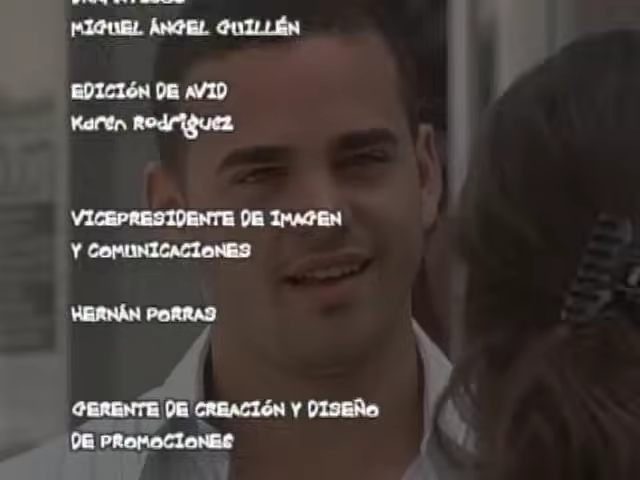 MIGUEL ÁNGEL GUILLÉN
EDICIÓN DE AVID
Karen Rodríguez
VICEPRESIDENTE DE IMAGEN
Y COMUNICACIONES
HERNÁN PORRAS
GERENTE DE CREACIÓN Y DISEÑO
DE PROMOCIONES